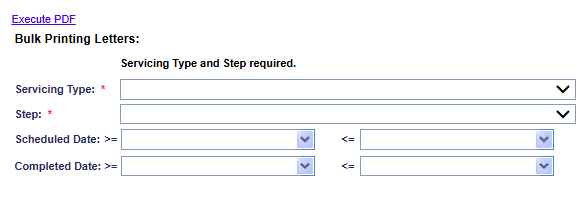 Execute PDF
Bulk Printing Letters:
Servicing Type and Step required.
Servicing Type: *
Step: *
Scheduled Date: >= <=
Completed Date: >= <=